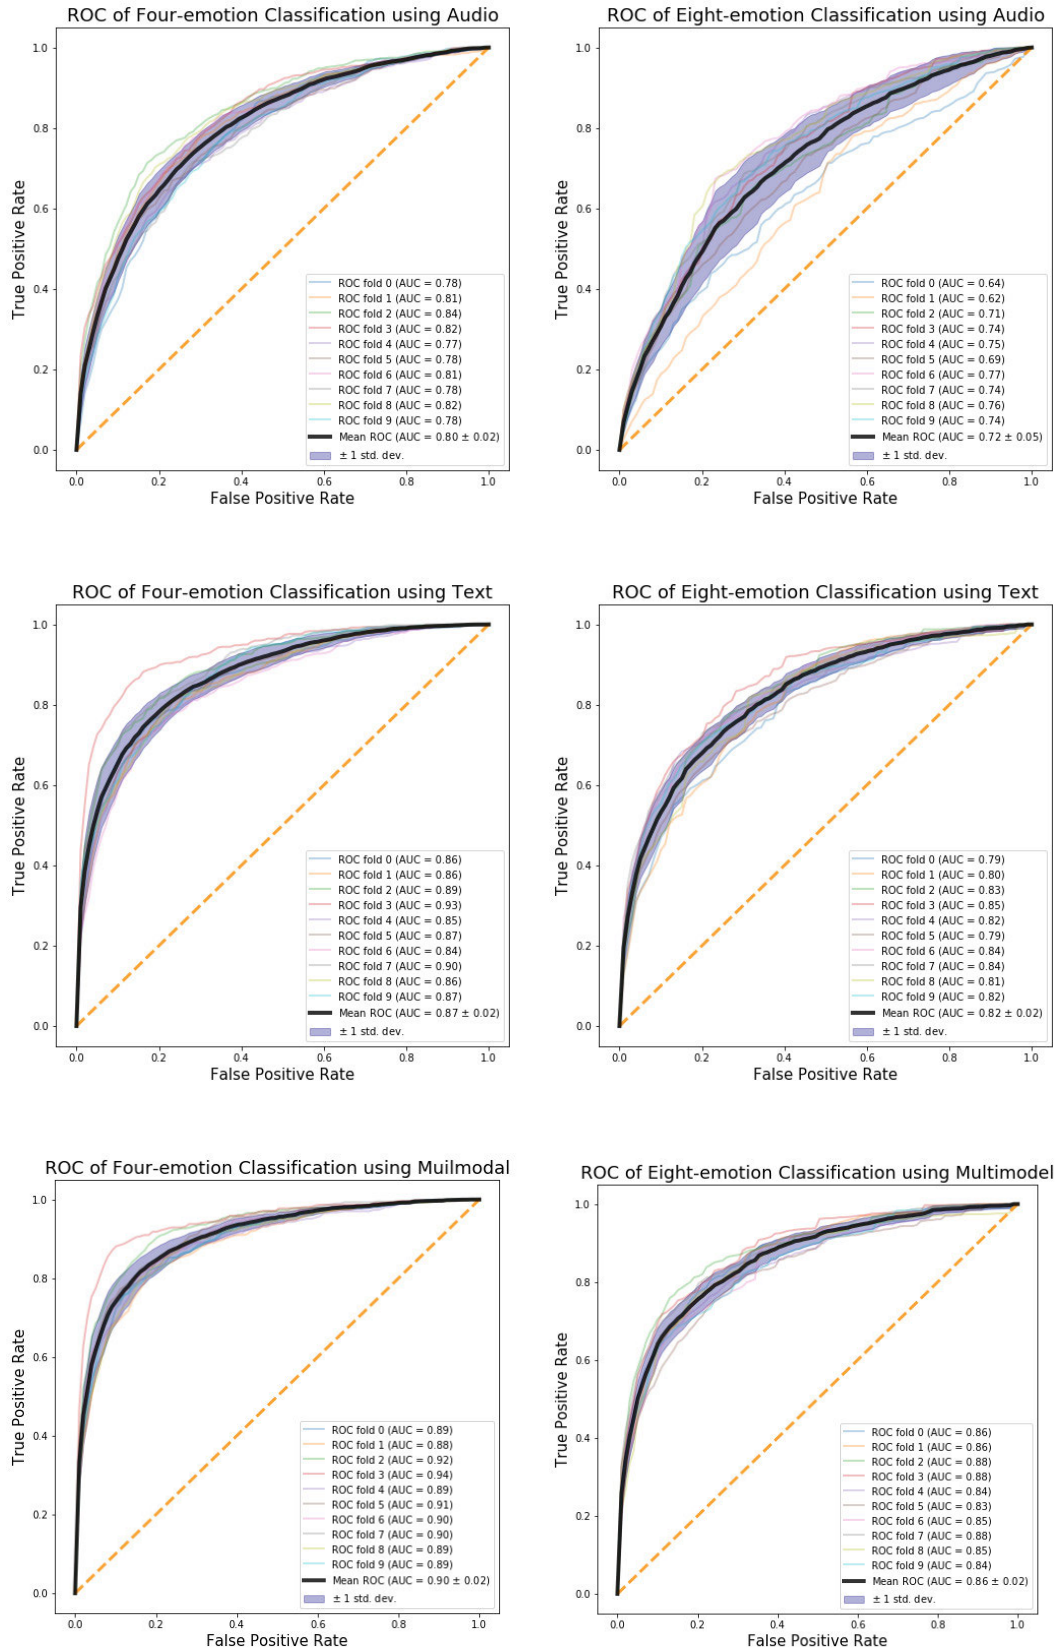 ROC of Four-emotion Classification using Audio
1.0
0.8
0.6
0.4
0.2
0.0
True Positive Rate
ROC fold 0 (AUC = 0.78)
ROC fold 1 (AUC = 0.81)
ROC fold 2 (AUC = 0.84)
ROC fold 3 (AUC = 0.82)
ROC fold 4 (AUC = 0.77)
ROC fold 5 (AUC = 0.78)
ROC fold 6 (AUC = 0.81)
ROC fold 7 (AUC = 0.78)
ROC fold 8 (AUC = 0.82)
ROC fold 9 (AUC = 0.78)
Mean ROC (AUC = 0.80 ± 0.02)
± 1 std. dev.
0.0 0.2 0.4 0.6 0.8 1.0
False Positive Rate
ROC of Eight-emotion Classification using Audio
1.0
0.8
0.6
0.4
0.2
0.0
True Positive Rate
ROC fold 0 (AUC = 0.64)
ROC fold 1 (AUC = 0.62)
ROC fold 2 (AUC = 0.71)
ROC fold 3 (AUC = 0.74)
ROC fold 4 (AUC = 0.75)
ROC fold 5 (AUC = 0.69)
ROC fold 6 (AUC = 0.77)
ROC fold 7 (AUC = 0.74)
ROC fold 8 (AUC = 0.76)
ROC fold 9 (AUC = 0.74)
Mean ROC (AUC = 0.72 ± 0.05)
± 1 std. dev.
0.0 0.2 0.4 0.6 0.8 1.0
False Positive Rate
ROC of Four-emotion Classification using Text
1.0
0.8
0.6
0.4
0.2
0.0
True Positive Rate
ROC fold 0 (AUC = 0.86)
ROC fold 1 (AUC = 0.86)
ROC fold 2 (AUC = 0.89)
ROC fold 3 (AUC = 0.93)
ROC fold 4 (AUC = 0.85)
ROC fold 5 (AUC = 0.87)
ROC fold 6 (AUC = 0.84)
ROC fold 7 (AUC = 0.90)
ROC fold 8 (AUC = 0.86)
ROC fold 9 (AUC = 0.87)
Mean ROC (AUC = 0.87 ± 0.02)
± 1 std. dev.
0.0 0.2 0.4 0.6 0.8 1.0
False Positive Rate
ROC of Eight-emotion Classification using Text
1.0
0.8
0.6
0.4
0.2
0.0
True Positive Rate
ROC fold 0 (AUC = 0.79)
ROC fold 1 (AUC = 0.80)
ROC fold 2 (AUC = 0.83)
ROC fold 3 (AUC = 0.85)
ROC fold 4 (AUC = 0.82)
ROC fold 5 (AUC = 0.79)
ROC fold 6 (AUC = 0.84)
ROC fold 7 (AUC = 0.84)
ROC fold 8 (AUC = 0.81)
ROC fold 9 (AUC = 0.82)
Mean ROC (AUC = 0.82 ± 0.02)
± 1 std. dev.
0.0 0.2 0.4 0.6 0.8 1.0
False Positive Rate
ROC of Four-emotion Classification using Muilmodal
1.0
0.8
0.6
0.4
0.2
0.0
True Positive Rate
ROC fold 0 (AUC = 0.89)
ROC fold 1 (AUC = 0.88)
ROC fold 2 (AUC = 0.92)
ROC fold 3 (AUC = 0.94)
ROC fold 4 (AUC = 0.89)
ROC fold 5 (AUC = 0.91)
ROC fold 6 (AUC = 0.90)
ROC fold 7 (AUC = 0.90)
ROC fold 8 (AUC = 0.89)
ROC fold 9 (AUC = 0.89)
Mean ROC (AUC = 0.90 ± 0.02)
± 1 std. dev.
0.0 0.2 0.4 0.6 0.8 1.0
False Positive Rate
ROC of Eight-emotion Classification using Multimodel
1.0
0.8
0.6
0.4
0.2
0.0
True Positive Rate
ROC fold 0 (AUC = 0.86)
ROC fold 1 (AUC = 0.86)
ROC fold 2 (AUC = 0.88)
ROC fold 3 (AUC = 0.88)
ROC fold 4 (AUC = 0.84)
ROC fold 5 (AUC = 0.83)
ROC fold 6 (AUC = 0.85)
ROC fold 7 (AUC = 0.88)
ROC fold 8 (AUC = 0.85)
ROC fold 9 (AUC = 0.84)
Mean ROC (AUC = 0.86 ± 0.02)
± 1 std. dev.
0.0 0.2 0.4 0.6 0.8 1.0
False Positive Rate